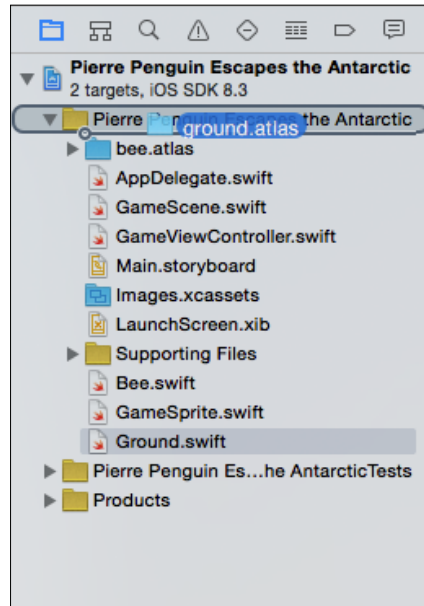 Pierre Penguin Escapes the Antarctic
2 targets, iOS SDK 8.3
Pierre Penguin Escapes the Antarctic
ground.atlas
bee.atlas
AppDelegate.swift
GameScene.swift
GameViewController.swift
Main.storyboard
Images.xcassets
LaunchScreen.xib
Supporting Files
Bee.swift
GameSprite.swift
Ground.swift
Pierre Penguin Es...he AntarcticTests
Products